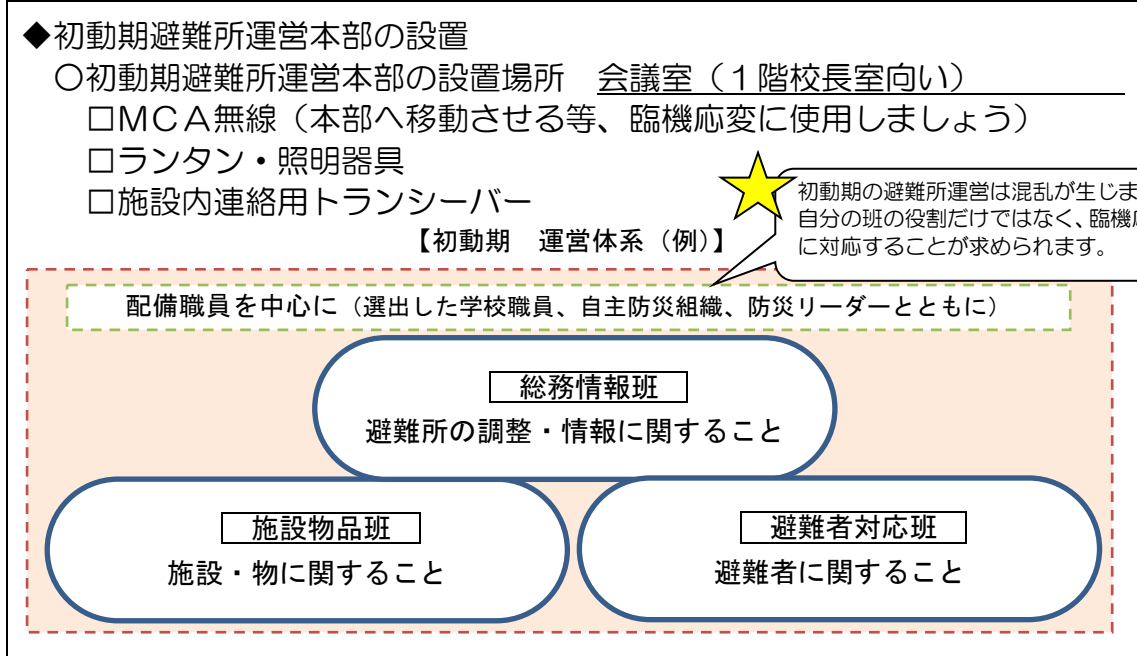 ◆初動期避難所運営本部の設置
〇初動期避難所運営本部の設置場所　会議室（１階校長室向い）
□ＭＣＡ無線（本部へ移動させる等、臨機応変に使用しましょう）
□ランタン・照明器具
□施設内連絡用トランシーバー
初動期の避難所運営は混乱が生じま
自分の班の役割だけではなく、臨機応
に対応することが求められます。
【初動期　運営体系（例）】
配備職員を中心に（選出した学校職員、自主防災組織、防災リーダーとともに）
総務情報班
避難所の調整・情報に関すること
施設物品班
施設・物に関すること
避難者対応班
避難者に関すること